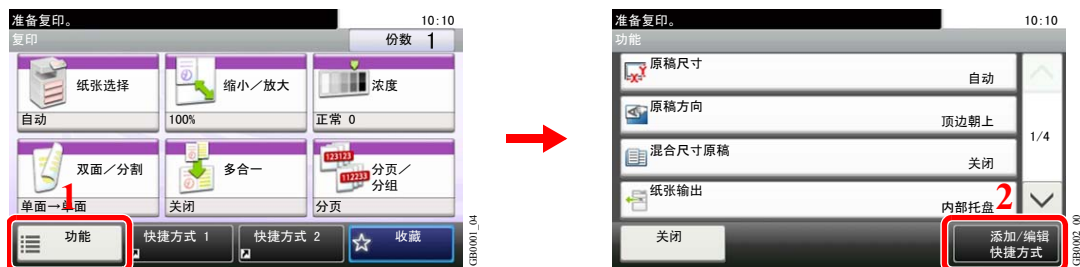 准备复印。
10:10
复印
份数 1
纸张选择
自动
缩小／放大
100%
浓度
正常 0
双面／分割
单面→单面
多合一
关闭
123123
112233
分页／
分组
分页
1
功能
快捷方式 1
快捷方式 2
收藏
GB0001_04
准备复印。
10:10
功能
原稿尺寸
自动
原稿方向
顶边朝上
混合尺寸原稿
关闭
纸张输出
内部托盘
1/4
2
关闭
添加/编辑
快捷方式
GB0002_00